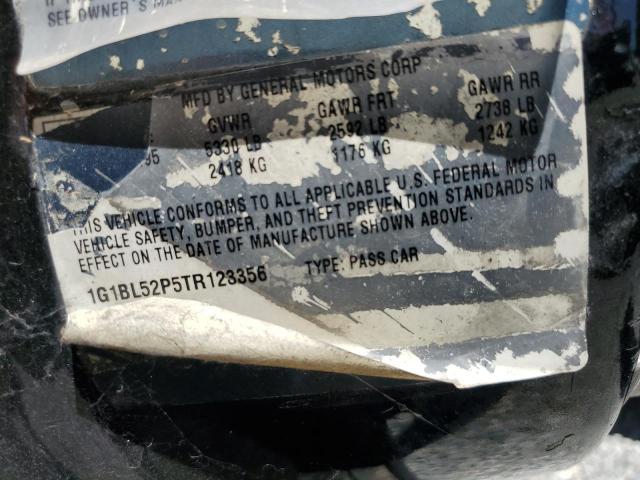 SEE OWNER'S
MFD BY GENERAL MOTORS CORP
GVWR GAWR FRT GAWR RR
95 5330 LB 2592 LB 2738 LB
2418 KG 1176 KG 1242 KG
THIS VEHICLE CONFORMS TO ALL APPLICABLE U.S. FEDERAL MOTOR
VEHICLE SAFETY, BUMPER, AND THEFT PREVENTION STANDARDS IN
EFFECT ON THE DATE OF MANUFACTURE SHOWN ABOVE.
1G1BL52P5TR123356 TYPE: PASS CAR